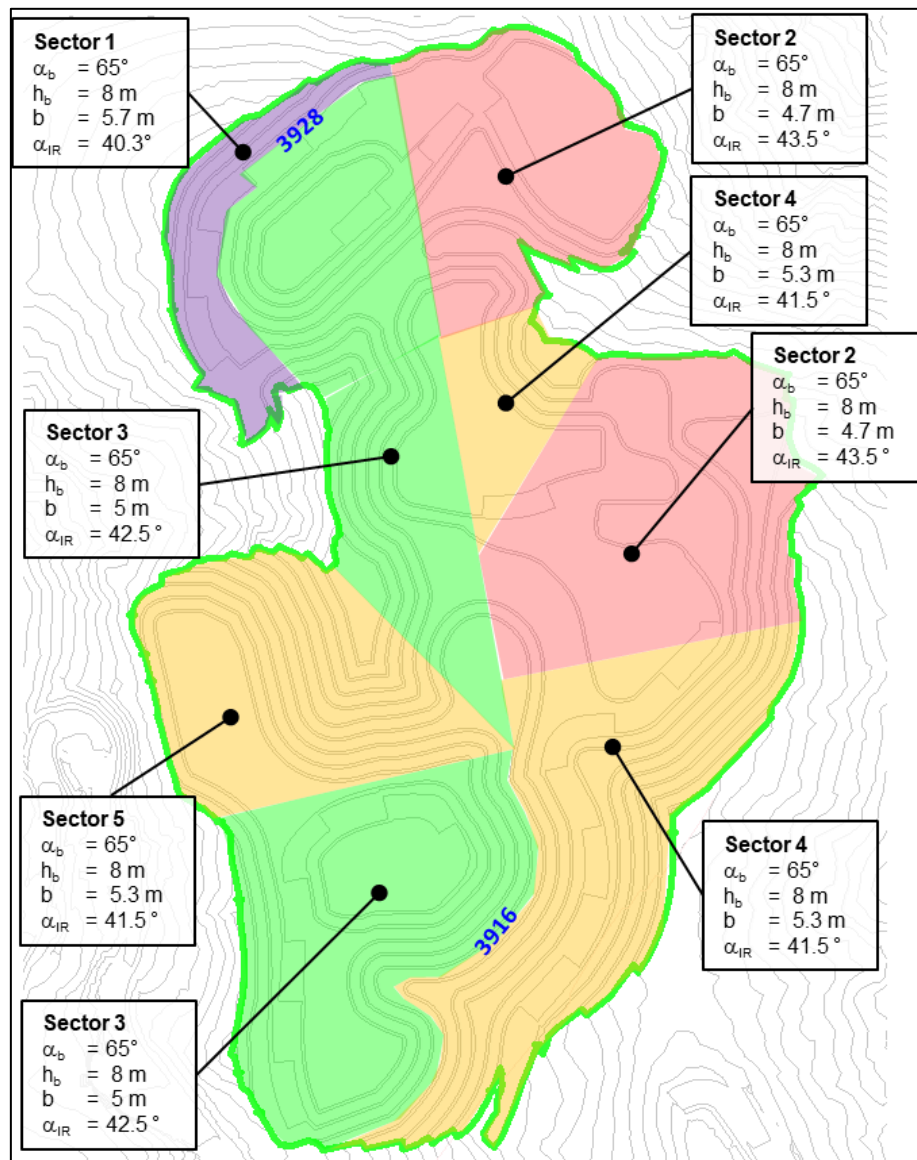 Sector 1
αb = 65°
hb = 8 m
b = 5.7 m
αIR = 40.3°
Sector 2
αb = 65°
hb = 8 m
b = 4.7 m
αIR = 43.5°
3928
Sector 4
αb = 65°
hb = 8 m
b = 5.3 m
αIR = 41.5°
Sector 2
αb = 65°
hb = 8 m
b = 4.7 m
αIR = 43.5°
Sector 3
αb = 65°
hb = 8 m
b = 5 m
αIR = 42.5°
Sector 5
αb = 65°
hb = 8 m
b = 5.3 m
αIR = 41.5°
Sector 4
αb = 65°
hb = 8 m
b = 5.3 m
αIR = 41.5°
3916
Sector 3
αb = 65°
hb = 8 m
b = 5 m
αIR = 42.5°